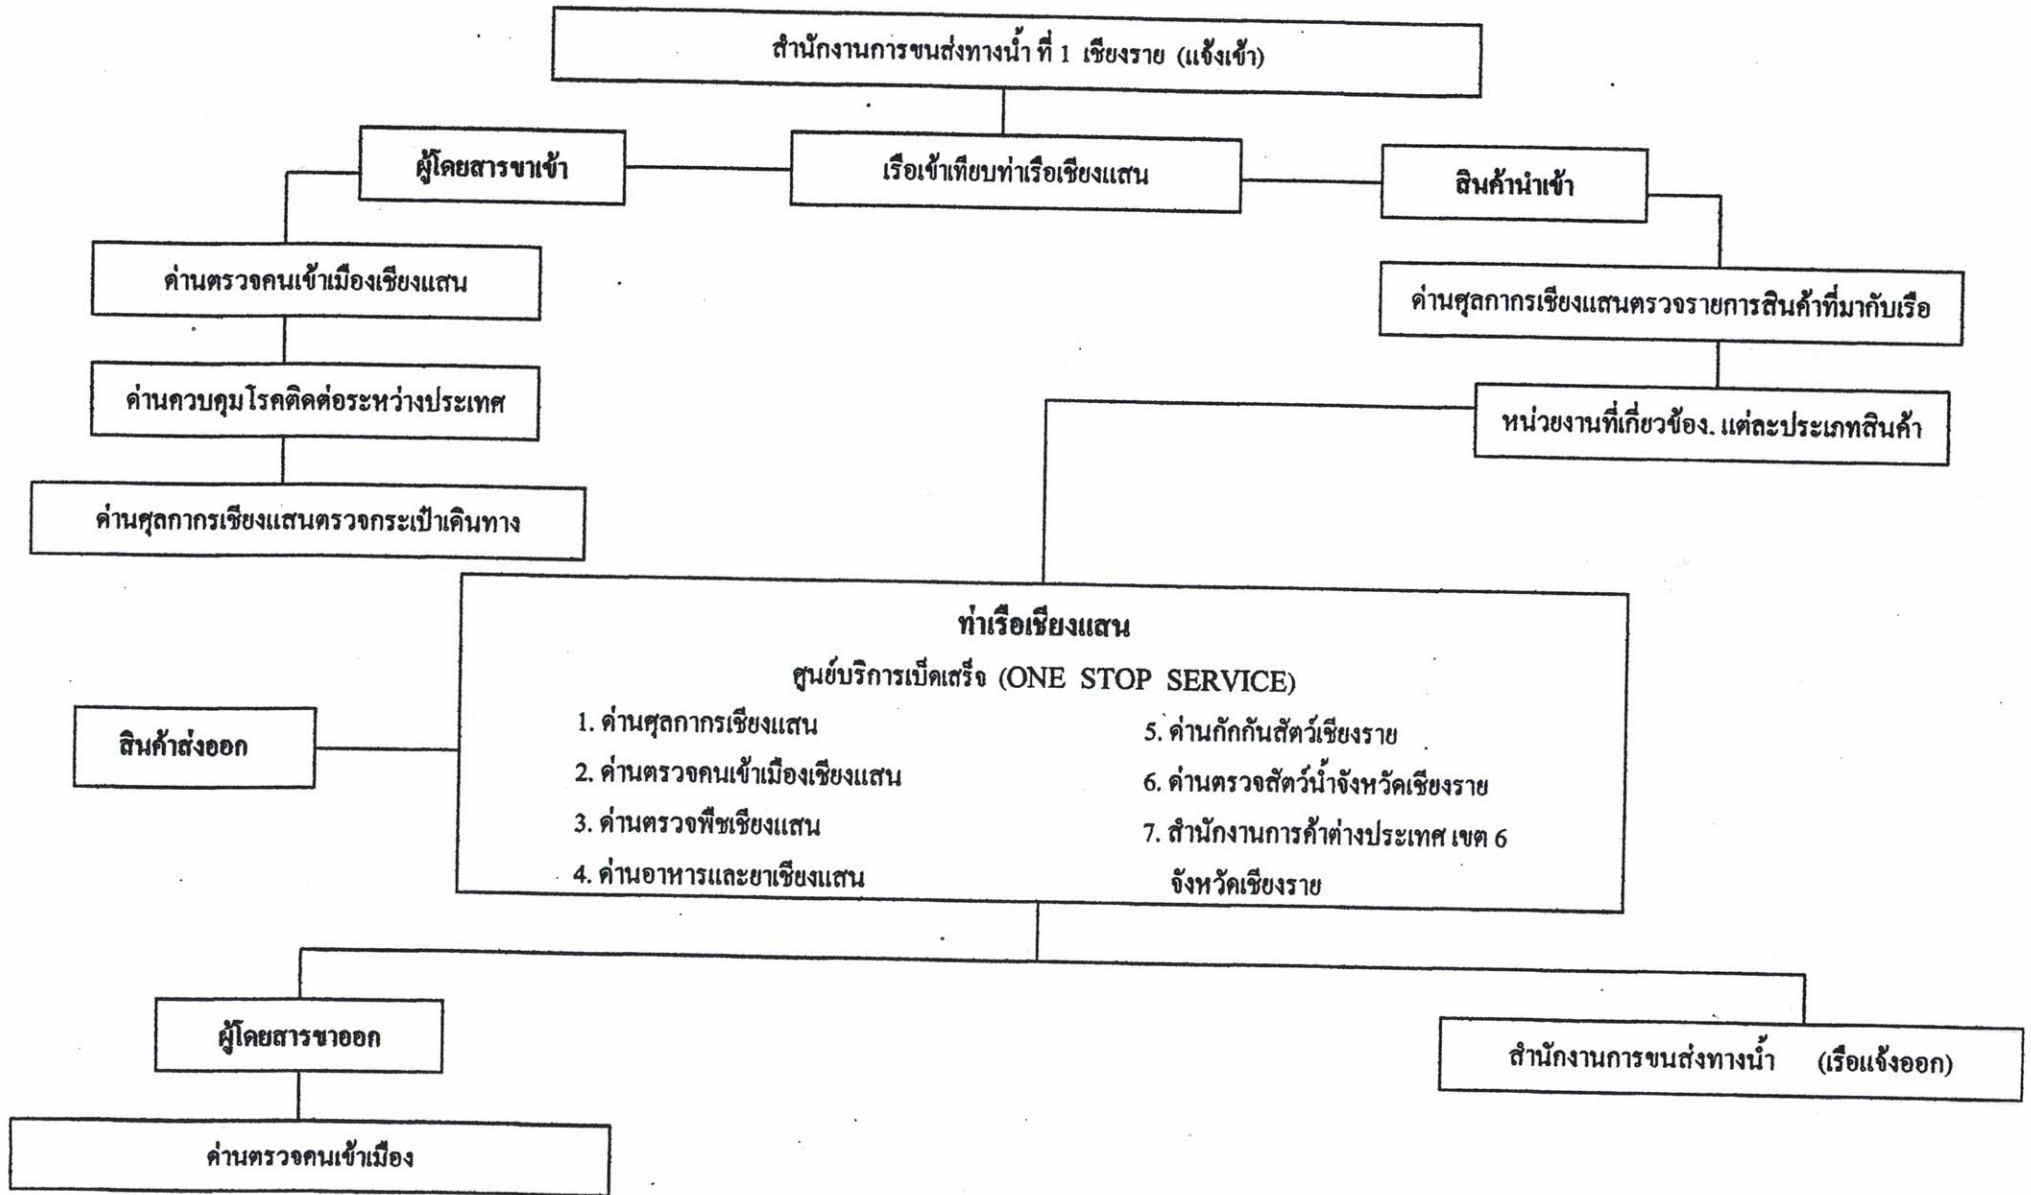 สำนักงานการขนส่งทางน้ำ ที่ 1 เชียงราย (แจ้งเข้า)
ผู้โดยสารขาเข้า
เรือเข้าเทียบท่าเรือเชียงแสน
สินค้านำเข้า
ด่านตรวจคนเข้าเมืองเชียงแสน
ด่านศุลกากรเชียงแสนตรวจรายการสินค้าที่มากับเรือ
ด่านควบคุมโรคติดต่อระหว่างประเทศ
หน่วยงานที่เกี่ยวข้อง. แต่ละประเภทสินค้า
ด่านศุลกากรเชียงแสนตรวจกระเป๋าเดินทาง
ท่าเรือเชียงแสน
ศูนย์บริการเบ็ดเสร็จ (ONE STOP SERVICE)
สินค้าส่งออก
1. ด่านศุลกากรเชียงแสน
2. ด่านตรวจคนเข้าเมืองเชียงแสน
3. ด่านตรวจพืชเชียงแสน
4. ด่านอาหารและยาเชียงแสน
5. ด่านกักกันสัตว์เชียงราย
6. ด่านตรวจสัตว์น้ำจังหวัดเชียงราย
7. สำนักงานการค้าต่างประเทศ เขต 6
จังหวัดเชียงราย
ผู้โดยสารขาออก
สำนักงานการขนส่งทางน้ำ (เรือแจ้งออก)
ด่านตรวจคนเข้าเมือง